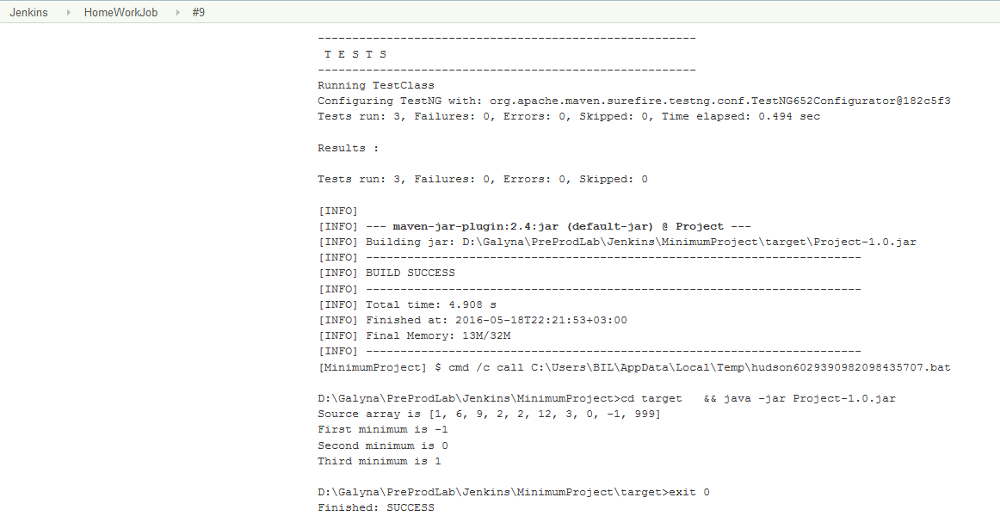 Jenkins HomeWorkJob #9
-------------------------------------------------------
T E S T S
-------------------------------------------------------
Running TestClass
Configuring TestNG with: org.apache.maven.surefire.testng.conf.TestNG652Configurator@182c5f3
Tests run: 3, Failures: 0, Errors: 0, Skipped: 0, Time elapsed: 0.494 sec
Results :
Tests run: 3, Failures: 0, Errors: 0, Skipped: 0
[INFO]
[INFO] --- maven-jar-plugin:2.4:jar (default-jar) @ Project ---
[INFO] Building jar: D:\Galyna\PreProdLab\Jenkins\MinimumProject\target\Project-1.0.jar
[INFO] ------------------------------------------------------------------------
[INFO] BUILD SUCCESS
[INFO] ------------------------------------------------------------------------
[INFO] Total time: 4.908 s
[INFO] Finished at: 2016-05-18T22:21:53+03:00
[INFO] Final Memory: 13M/32M
[INFO] ------------------------------------------------------------------------
[MinimumProject] $ cmd /c call C:\Users\BIL\AppData\Local\Temp\hudson6029390982098435707.bat
D:\Galyna\PreProdLab\Jenkins\MinimumProject>cd target   && java -jar Project-1.0.jar
Source array is [1, 6, 9, 2, 2, 12, 3, 0, -1, 999]
First minimum is -1
Second minimum is 0
Third minimum is 1
D:\Galyna\PreProdLab\Jenkins\MinimumProject\target>exit 0
Finished: SUCCESS